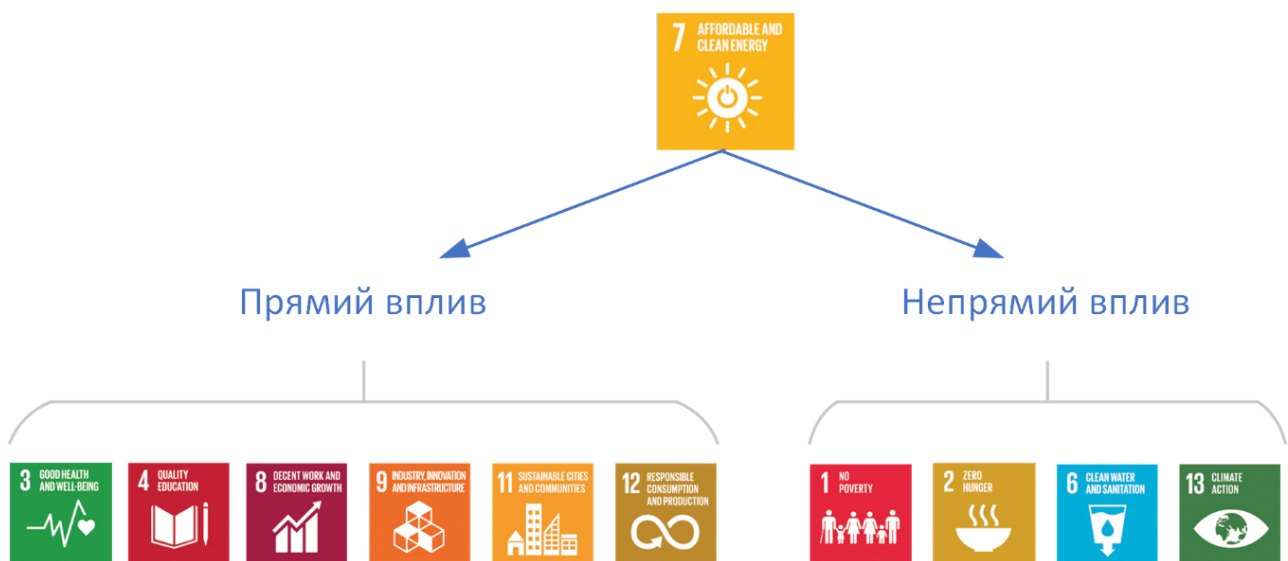 7 AFFORDABLE AND
CLEAN ENERGY
Прямий вплив
Непрямий вплив
3 GOOD HEALTH
AND WELL-BEING
4 QUALITY
EDUCATION
8 DECENT WORK AND
ECONOMIC GROWTH
9 INDUSTRY, INNOVATION
AND INFRASTRUCTURE
11 SUSTAINABLE CITIES
AND COMMUNITIES
12 RESPONSIBLE
CONSUMPTION
AND PRODUCTION
1 NO
POVERTY
2 ZERO
HUNGER
6 CLEAN WATER
AND SANITATION
13 CLIMATE
ACTION